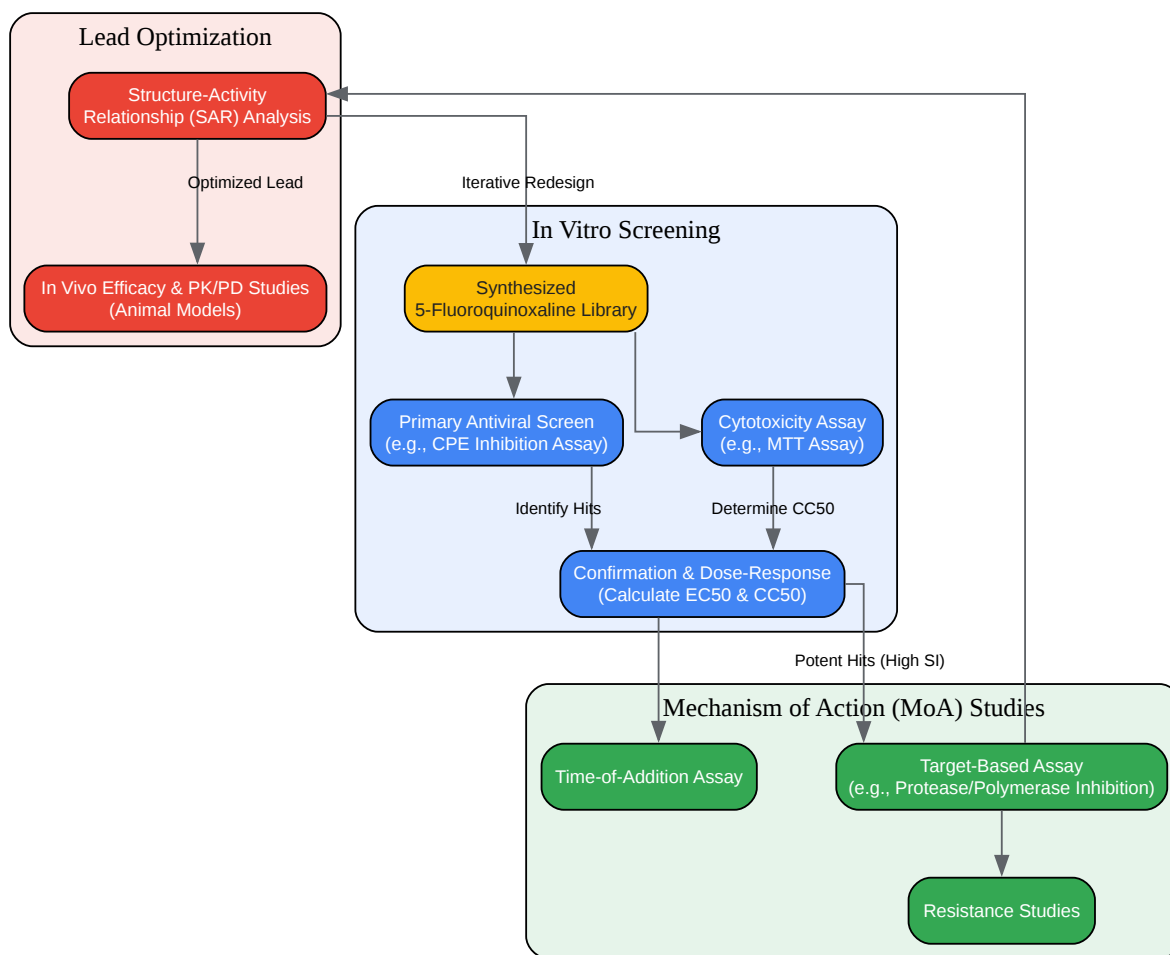 Lead Optimization
Structure-Activity
Relationship (SAR) Analysis
Optimized Lead
Iterative Redesign
In Vivo Efficacy & PK/PD Studies
(Animal Models)
In Vitro Screening
Synthesized
5-Fluoroquinoxaline Library
Primary Antiviral Screen
(e.g., CPE Inhibition Assay)
Cytotoxicity Assay
(e.g., MTT Assay)
Identify Hits
Determine CC50
Confirmation & Dose-Response
(Calculate EC50 & CC50)
Potent Hits (High SI)
Mechanism of Action (MoA) Studies
Time-of-Addition Assay
Target-Based Assay
(e.g., Protease/Polymerase Inhibition)
Resistance Studies